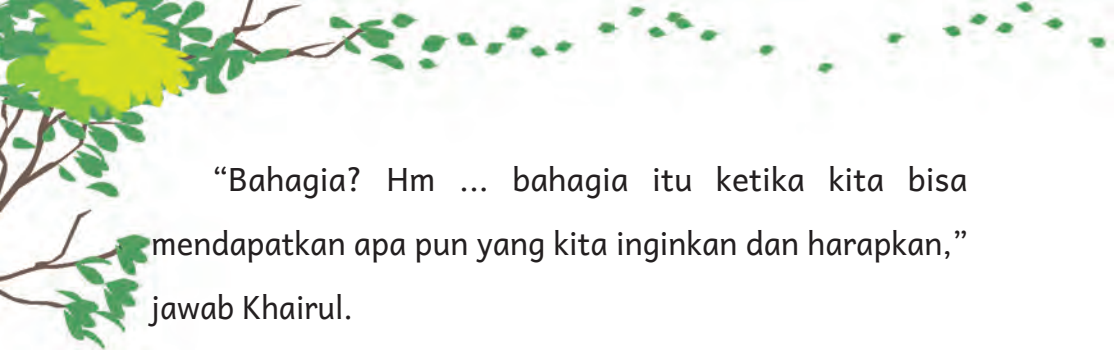 “Bahagia? Hm ... bahagia itu ketika kita bisa
mendapatkan apa pun yang kita inginkan dan harapkan,”
jawab Khairul.